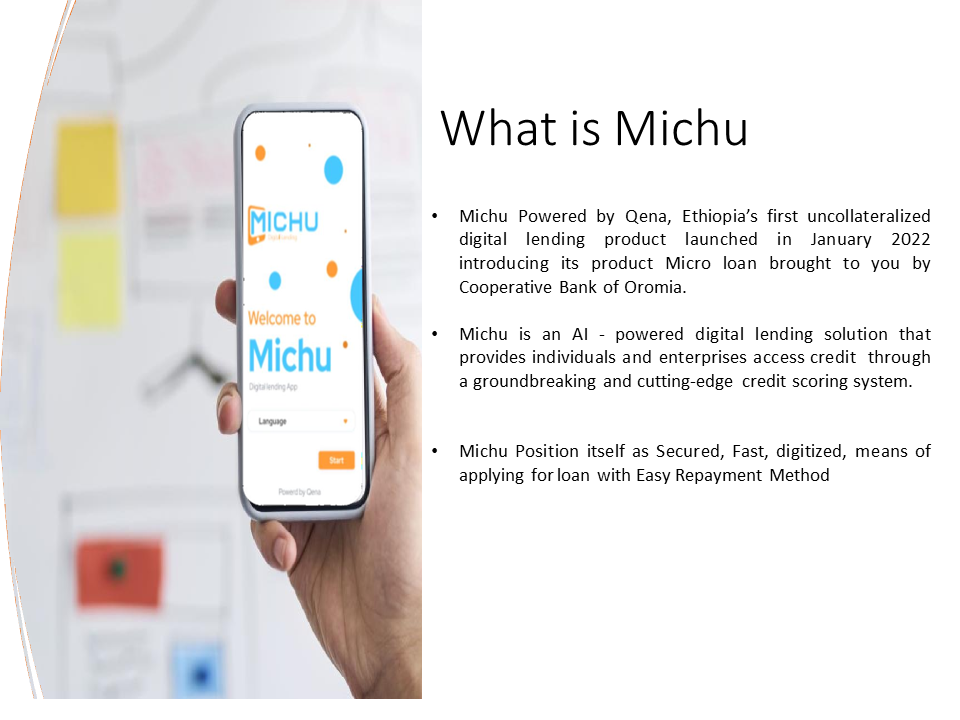 MICHU
Digital lending
Welcome to
Michu
Digital lending App
Language
Start
Powerd by Qena
What is Michu
• Michu Powered by Qena, Ethiopia’s first uncollateralized
digital lending product launched in January 2022
introducing its product Micro loan brought to you by
Cooperative Bank of Oromia.
• Michu is an AI - powered digital lending solution that
provides individuals and enterprises access credit through
a groundbreaking and cutting-edge credit scoring system.
• Michu Position itself as Secured, Fast, digitized, means of
applying for loan with Easy Repayment Method